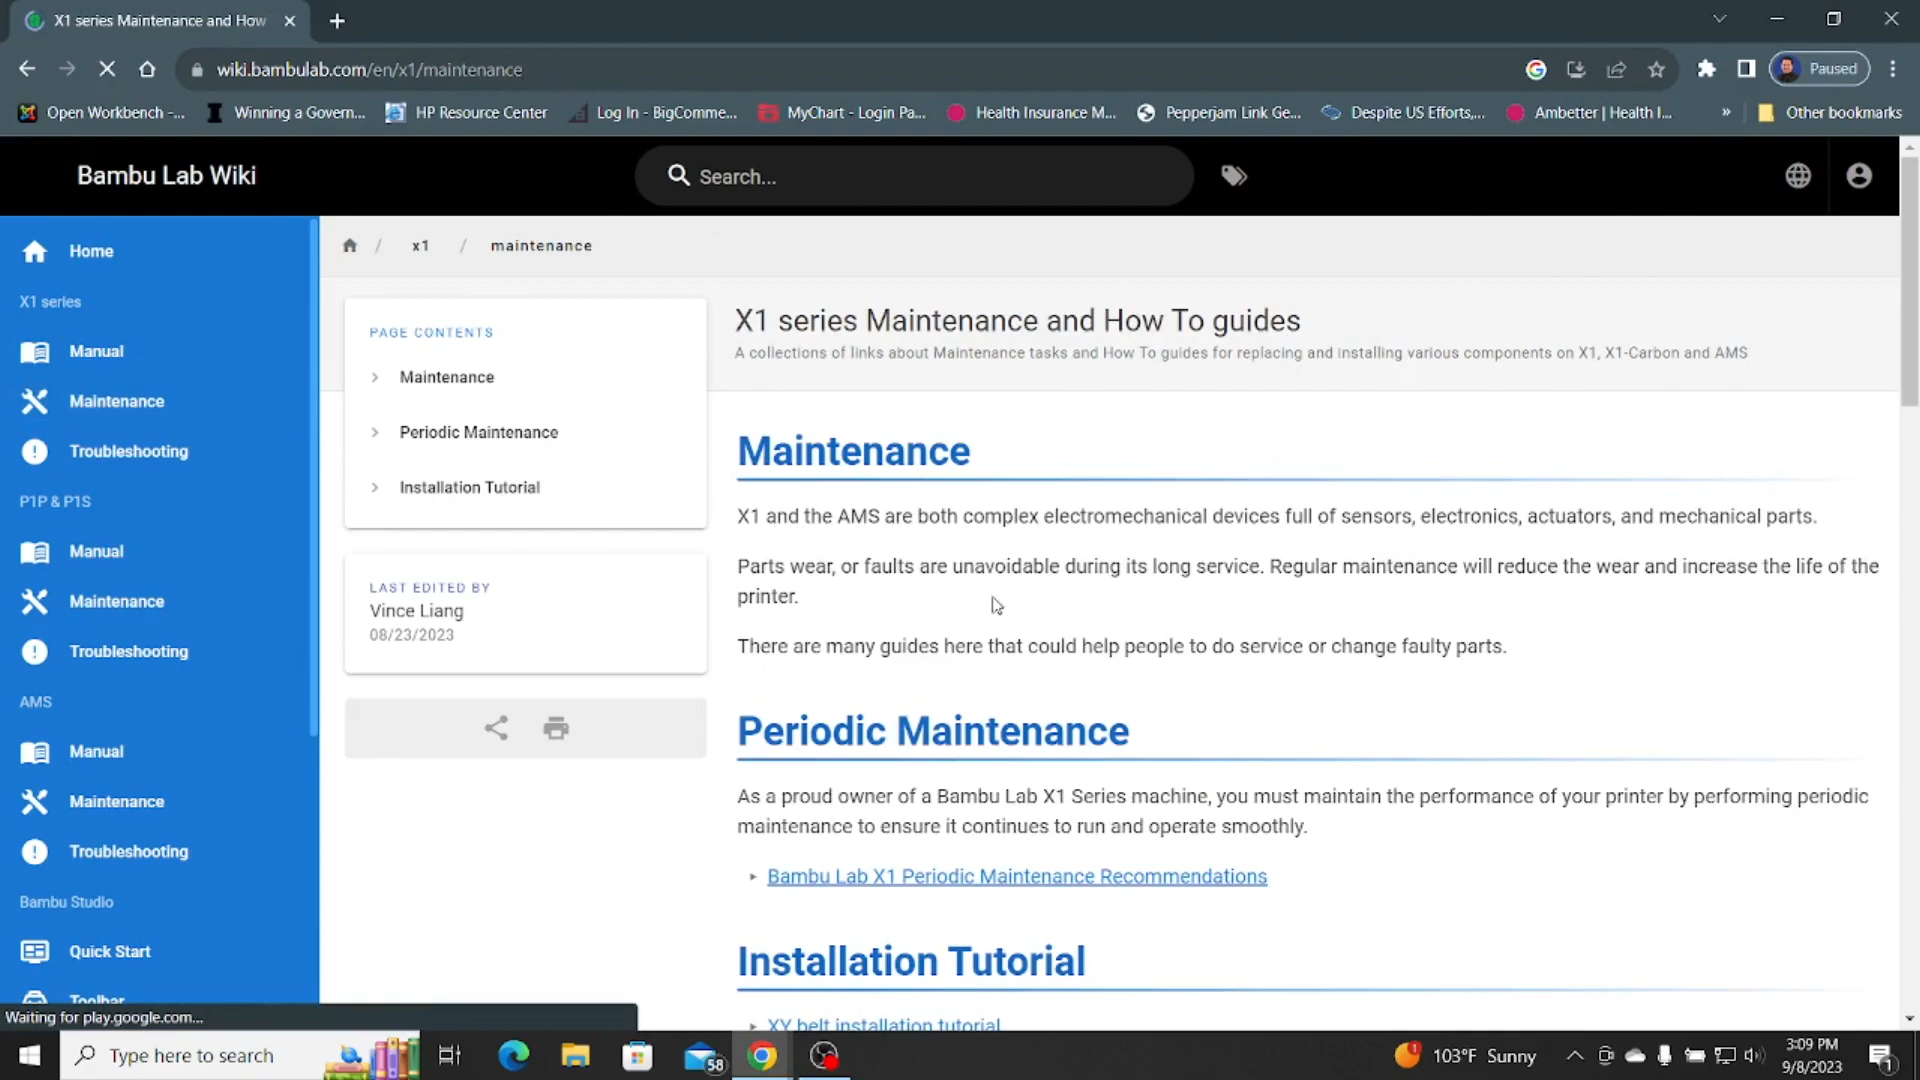 X1 series Maintenance and How
wiki.bambulab.com/en/x1/maintenance
Paused
Open Workbench -...
Winning a Govern...
HP Resource Center
Log In - BigComme...
MyChart - Login Pa...
Health Insurance M...
Pepperjam Link Ge...
Despite US Efforts,...
Ambetter | Health I...
»
Other bookmarks
Bambu Lab Wiki
Search...
Home
X1 series
Manual
Maintenance
Troubleshooting
P1P & P1S
Manual
Maintenance
Troubleshooting
AMS
Manual
Maintenance
Troubleshooting
Bambu Studio
Quick Start
Toolbar
/ x1 / maintenance
PAGE CONTENTS
Maintenance
Periodic Maintenance
Installation Tutorial
LAST EDITED BY
Vince Liang
08/23/2023
X1 series Maintenance and How To guides
A collections of links about Maintenance tasks and How To guides for replacing and installing various components on X1, X1-Carbon and AMS
Maintenance
X1 and the AMS are both complex electromechanical devices full of sensors, electronics, actuators, and mechanical parts.
Parts wear, or faults are unavoidable during its long service. Regular maintenance will reduce the wear and increase the life of the
printer.
There are many guides here that could help people to do service or change faulty parts.
Periodic Maintenance
As a proud owner of a Bambu Lab X1 Series machine, you must maintain the performance of your printer by performing periodic
maintenance to ensure it continues to run and operate smoothly.
Bambu Lab X1 Periodic Maintenance Recommendations
Installation Tutorial
XY belt installation tutorial
Waiting for play.google.com...
Type here to search
58
1
103°F Sunny
3:09 PM
9/8/2023
1